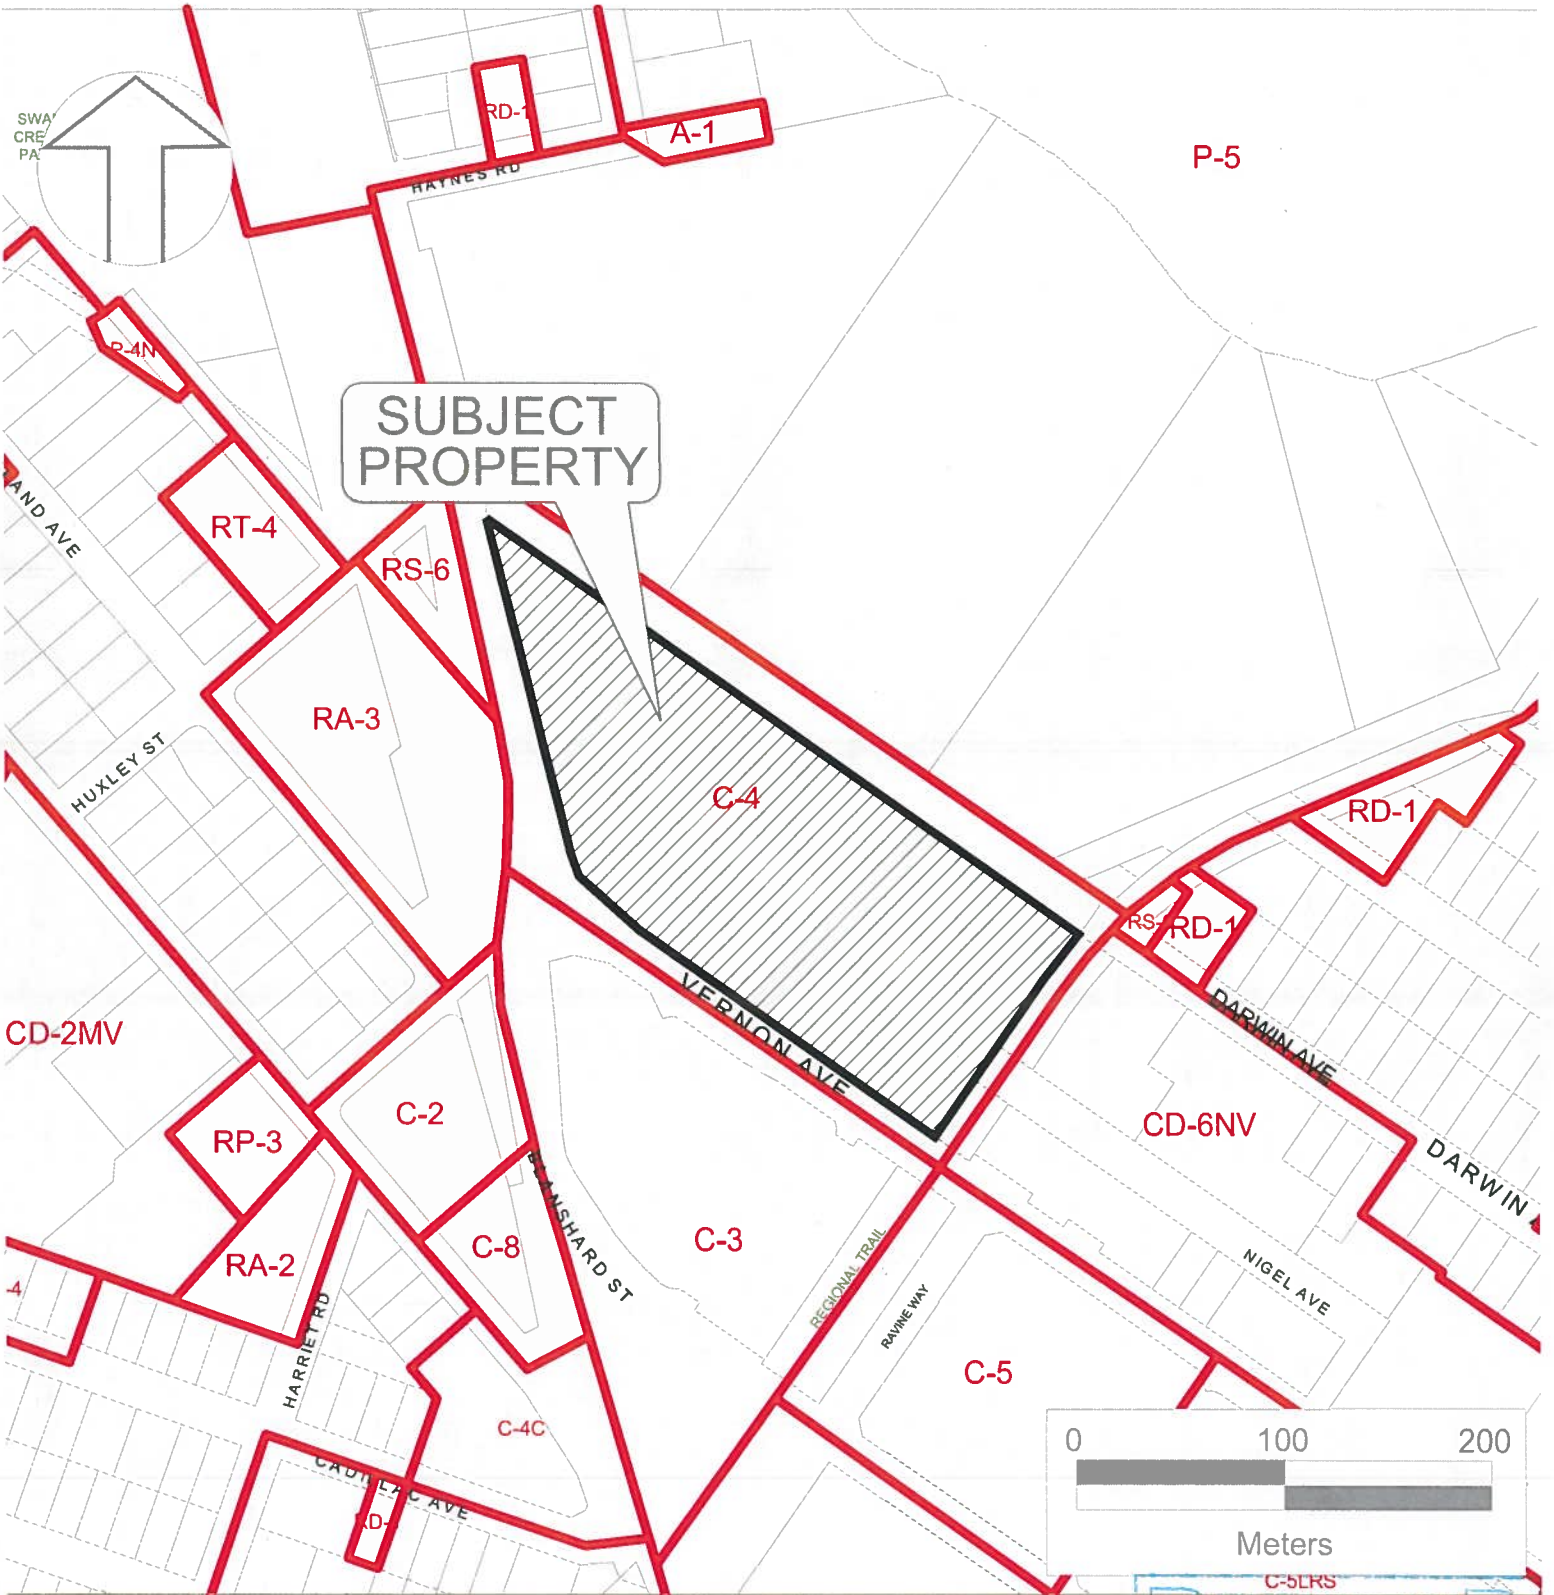 RD-1
A-1
P-5
HAYNES RD
P-4N
SUBJECT
PROPERTY
RT-4
RS-6
AND AVE
RA-3
HUXLEY ST
C-4
RD-1
RD-1
VERNON AVE
DARWIN AVE
CD-2MV
C-2
CD-6NV
RP-3
DARWIN
C-8
C-3
RA-2
BLANSHARD ST
REGIONAL TRAIL
RAVINE WAY
NIGEL AVE
-4
HARRIET RD
C-5
C-4C
CADILLAC AVE
0 100 200
Meters
C-5LRS